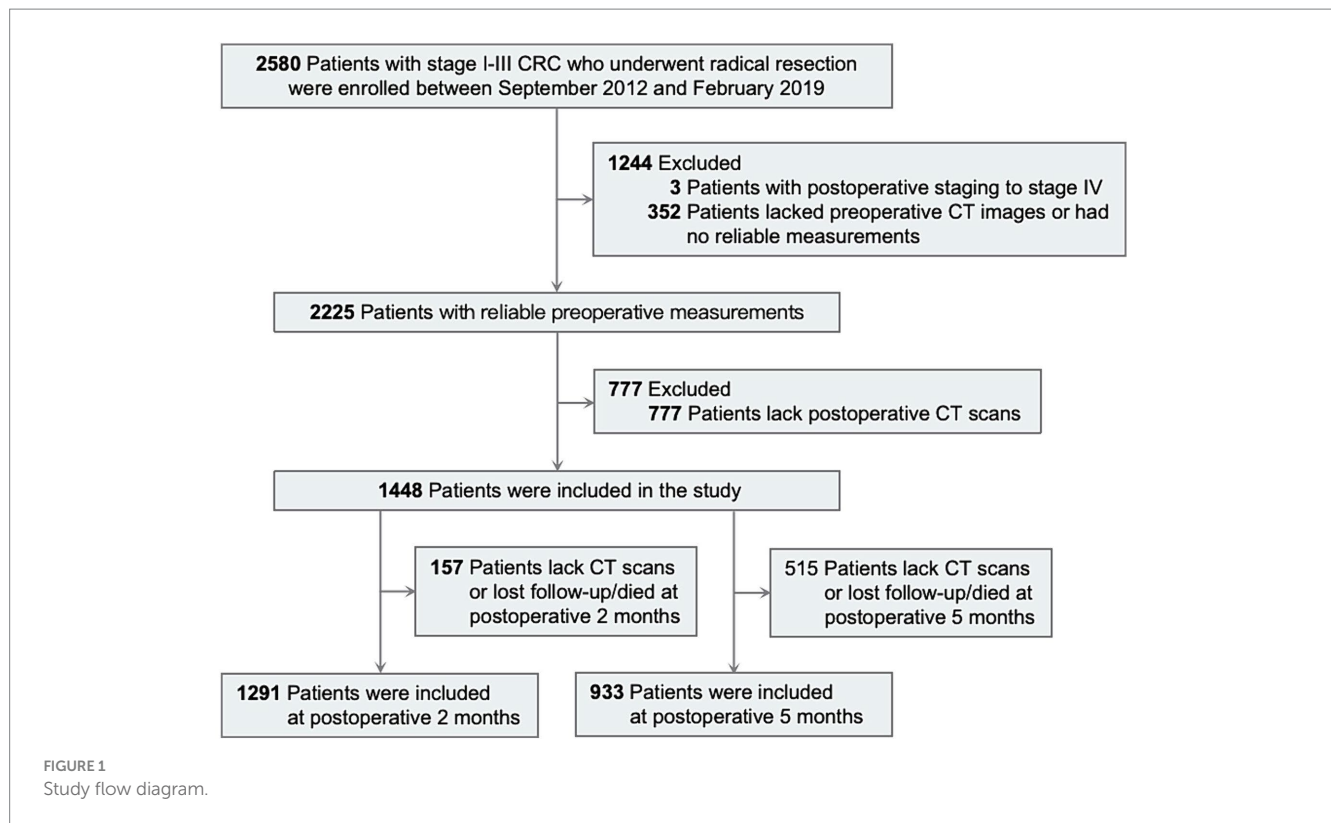 2580 Patients with stage I-III CRC who underwent radical resection
were enrolled between September 2012 and February 2019
1244 Excluded
3 Patients with postoperative staging to stage IV
352 Patients lacked preoperative CT images or had
no reliable measurements
2225 Patients with reliable preoperative measurements
777 Excluded
777 Patients lack postoperative CT scans
1448 Patients were included in the study
157 Patients lack CT scans
or lost follow-up/died at
postoperative 2 months
515 Patients lack CT scans
or lost follow-up/died at
postoperative 5 months
1291 Patients were included
at postoperative 2 months
933 Patients were included
at postoperative 5 months
FIGURE 1
Study flow diagram.